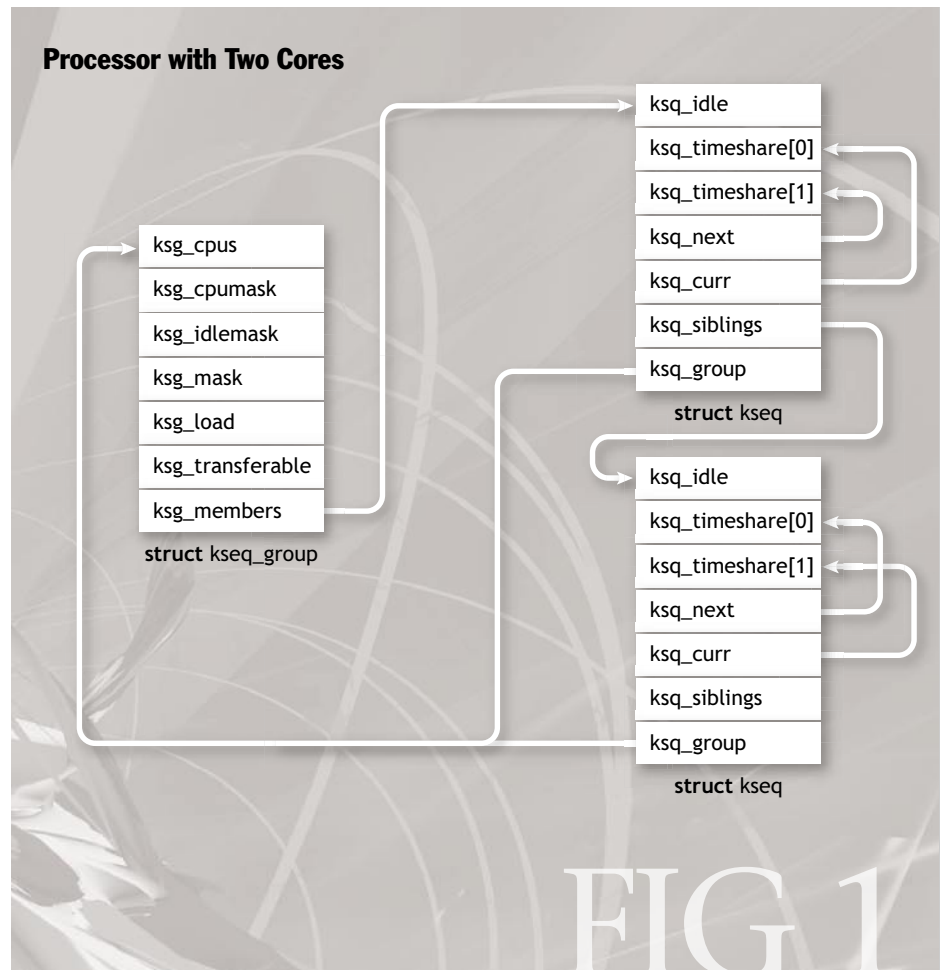 Processor with Two Cores
ksg_cpus
ksg_cpumask
ksg_idlemask
ksg_mask
ksg_load
ksg_transferable
ksg_members
struct kseq_group
ksq_idle
ksq_timeshare[0]
ksq_timeshare[1]
ksq_next
ksq_curr
ksq_siblings
ksq_group
struct kseq
ksq_idle
ksq_timeshare[0]
ksq_timeshare[1]
ksq_next
ksq_curr
ksq_siblings
ksq_group
struct kseq
FIG 1